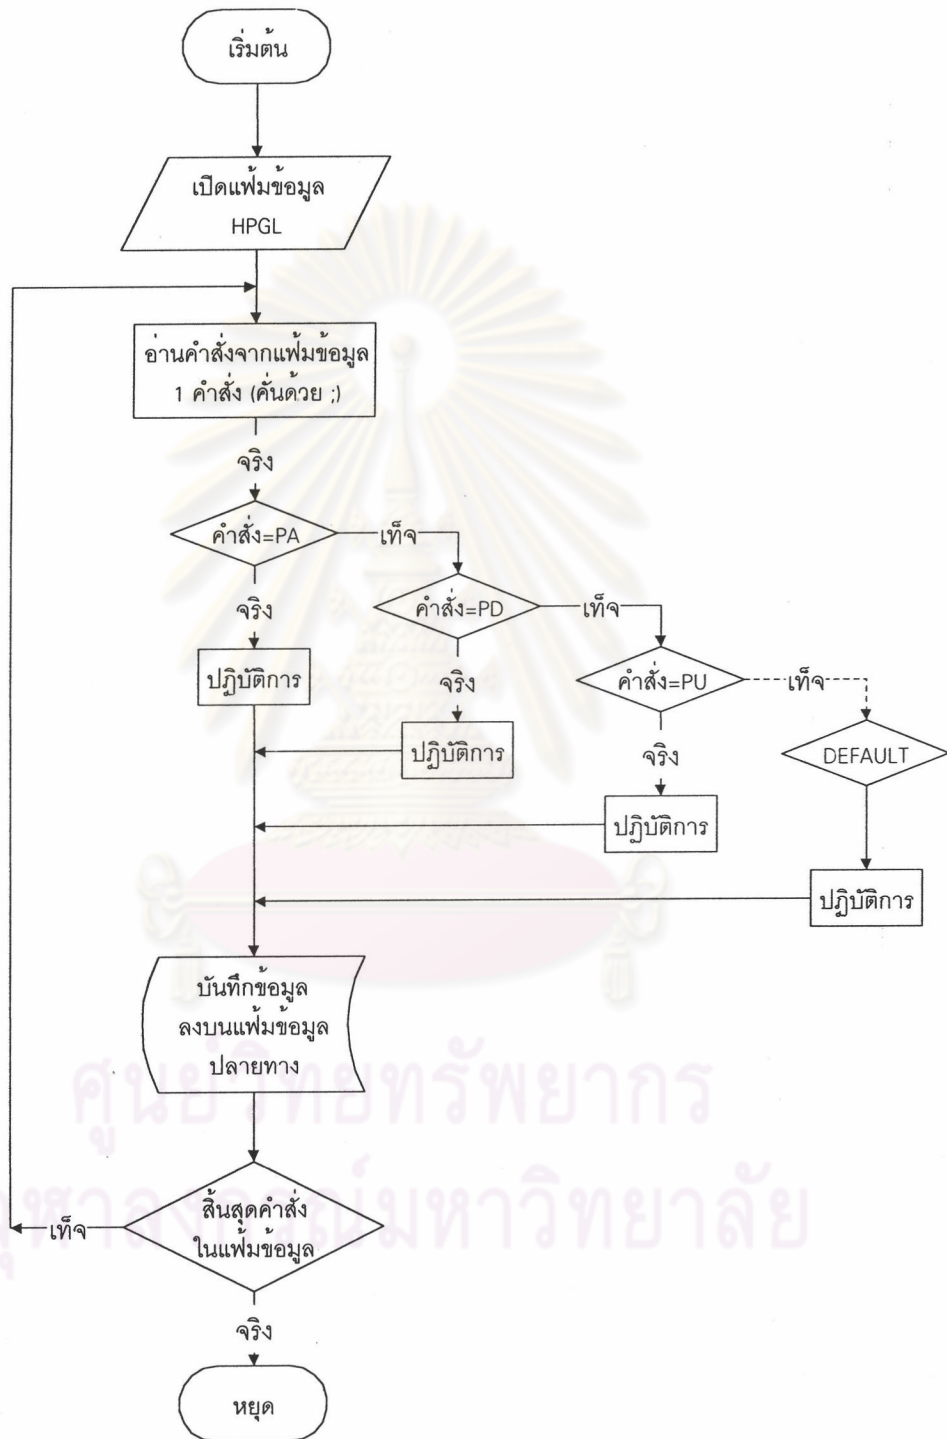 เริ่มต้น
เปิดแฟ้มข้อมูล
HPGL
อ่านคำสั่งจากแฟ้มข้อมูล
1 คำสั่ง (คั่นด้วย ;)
จริง
คำสั่ง=PA
เท็จ
จริง
คำสั่ง=PD
เท็จ
ปฏิบัติการ
จริง
คำสั่ง=PU
เท็จ
ปฏิบัติการ
จริง
DEFAULT
ปฏิบัติการ
ปฏิบัติการ
บันทึกข้อมูล
ลงบนแฟ้มข้อมูล
ปลายทาง
ศูนย์วิทยทรัพยากร
จุฬาลงกรณ์มหาวิทยาลัย
สิ้นสุดคำสั่ง
ในแฟ้มข้อมูล
เท็จ
จริง
หยุด